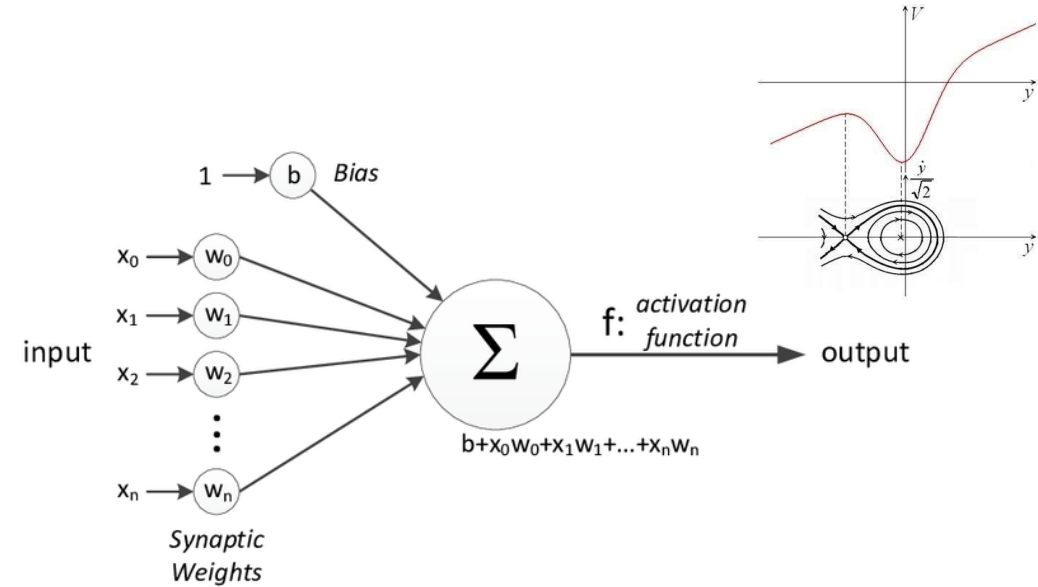 V
y
ẏ
√2
y
1 b Bias
x₀ w₀
x₁ w₁
input
x₂ w₂
xₙ wₙ
Synaptic
Weights
Σ
b+x₀w₀+x₁w₁+...+xₙwₙ
f: activation
function
output